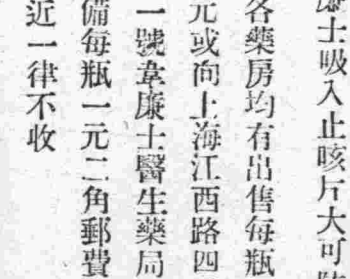 廉士吸入止咳片大可
各藥房均有出售每瓶
元或向上海江西路四
一號韋廉士醫生藥局
備每瓶一元二角郵費
近一律不收